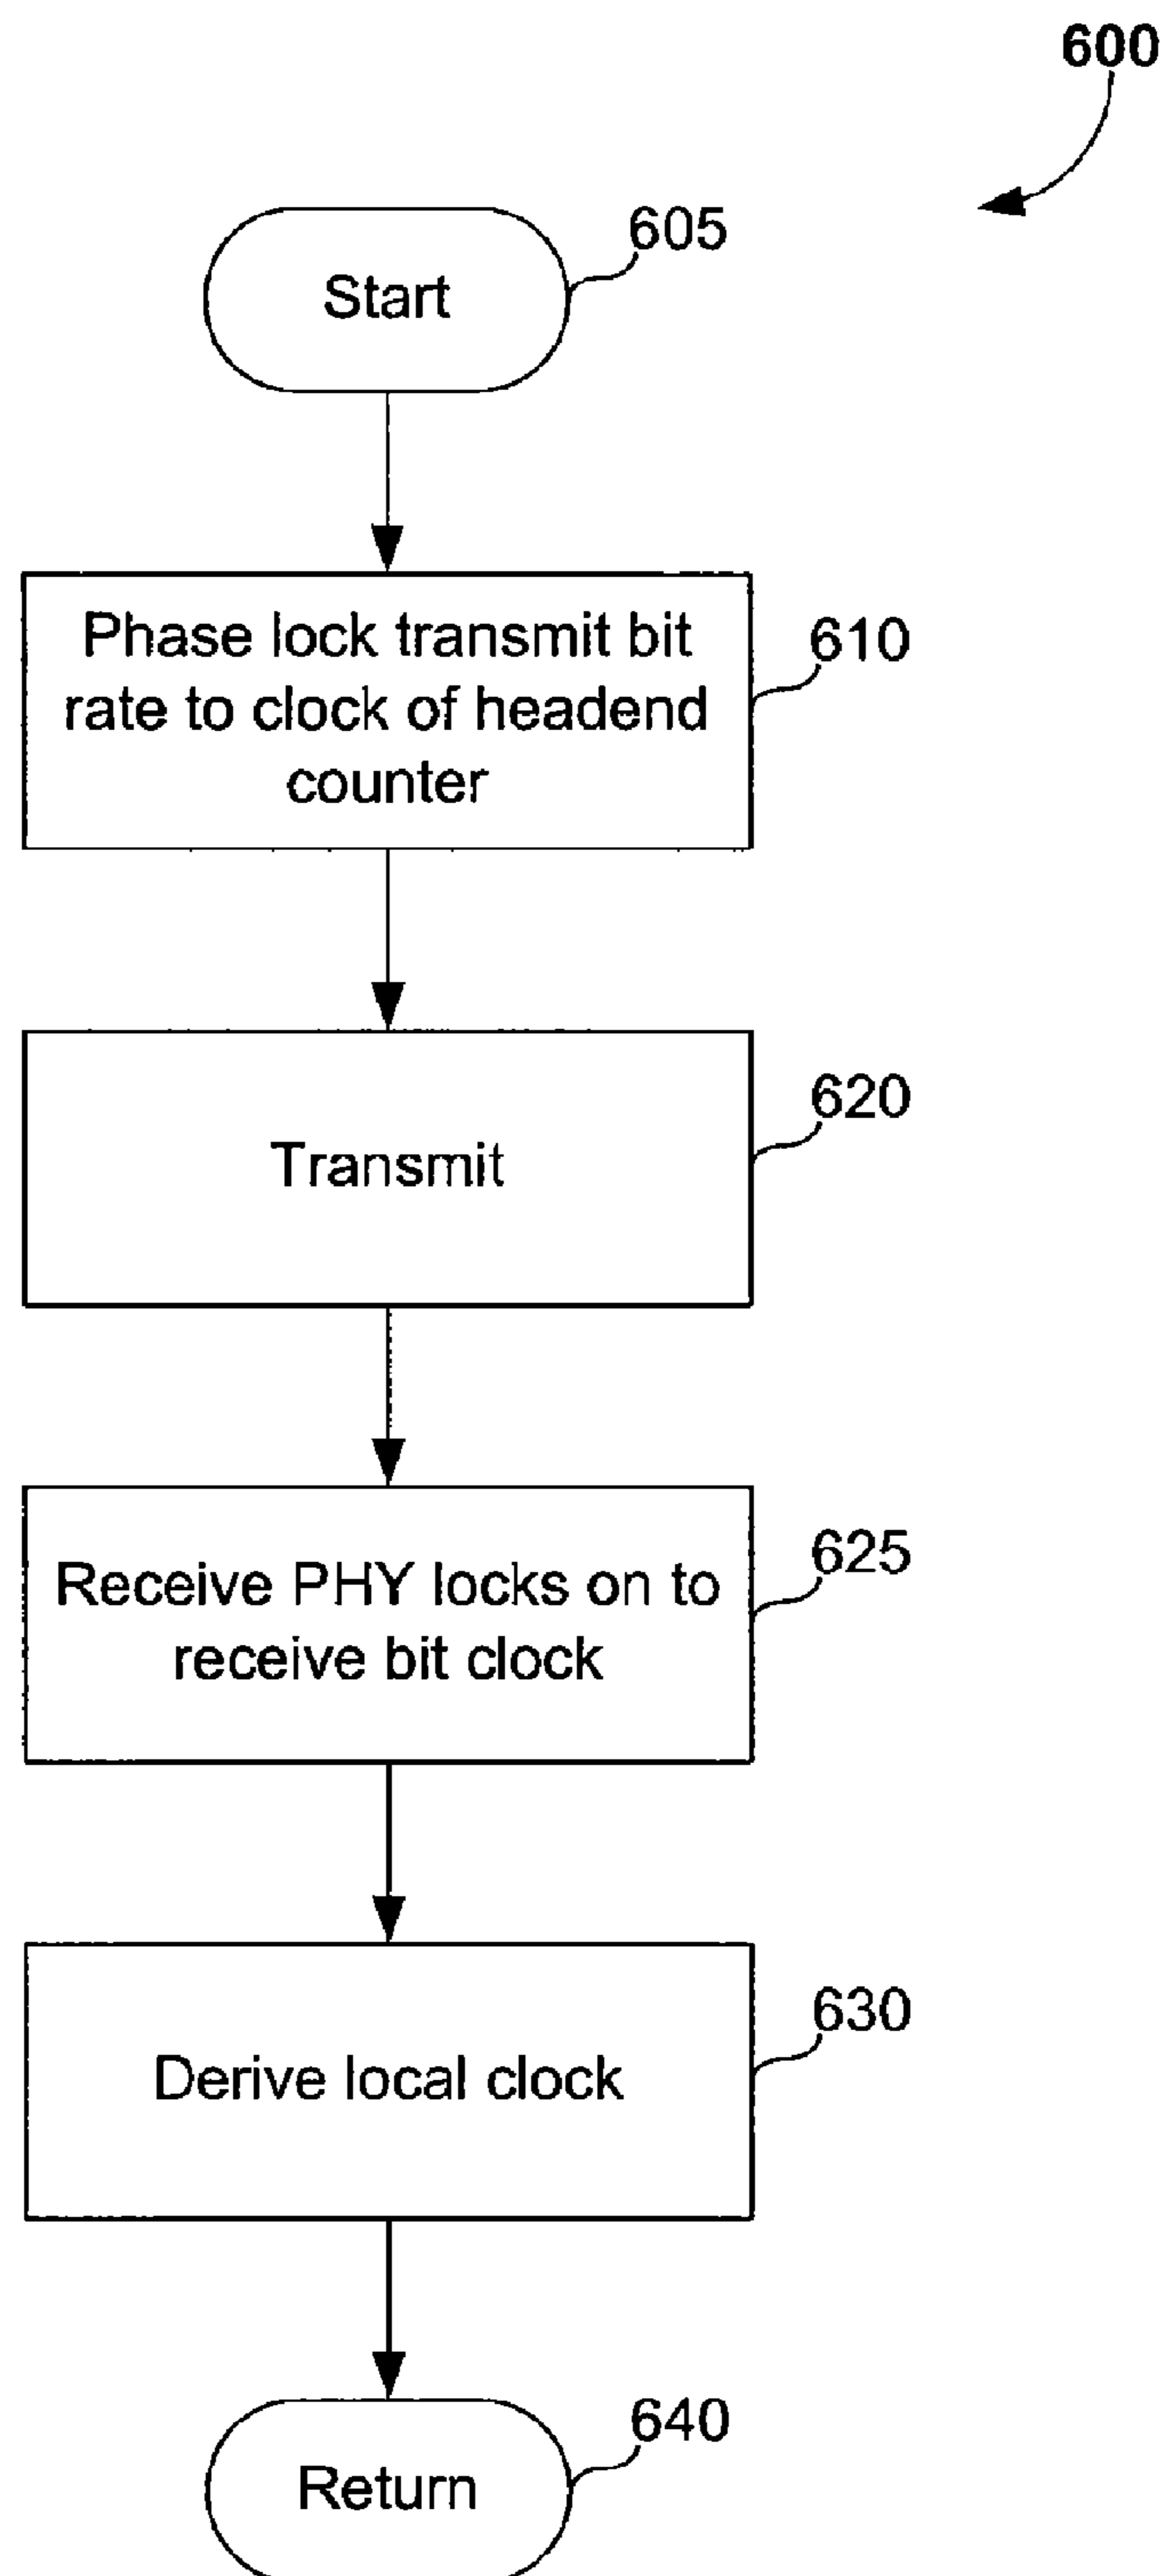 600
605
Start
610
Phase lock transmit bit
rate to clock of headend
counter
620
Transmit
625
Receive PHY locks on to
receive bit clock
630
Derive local clock
640
Return